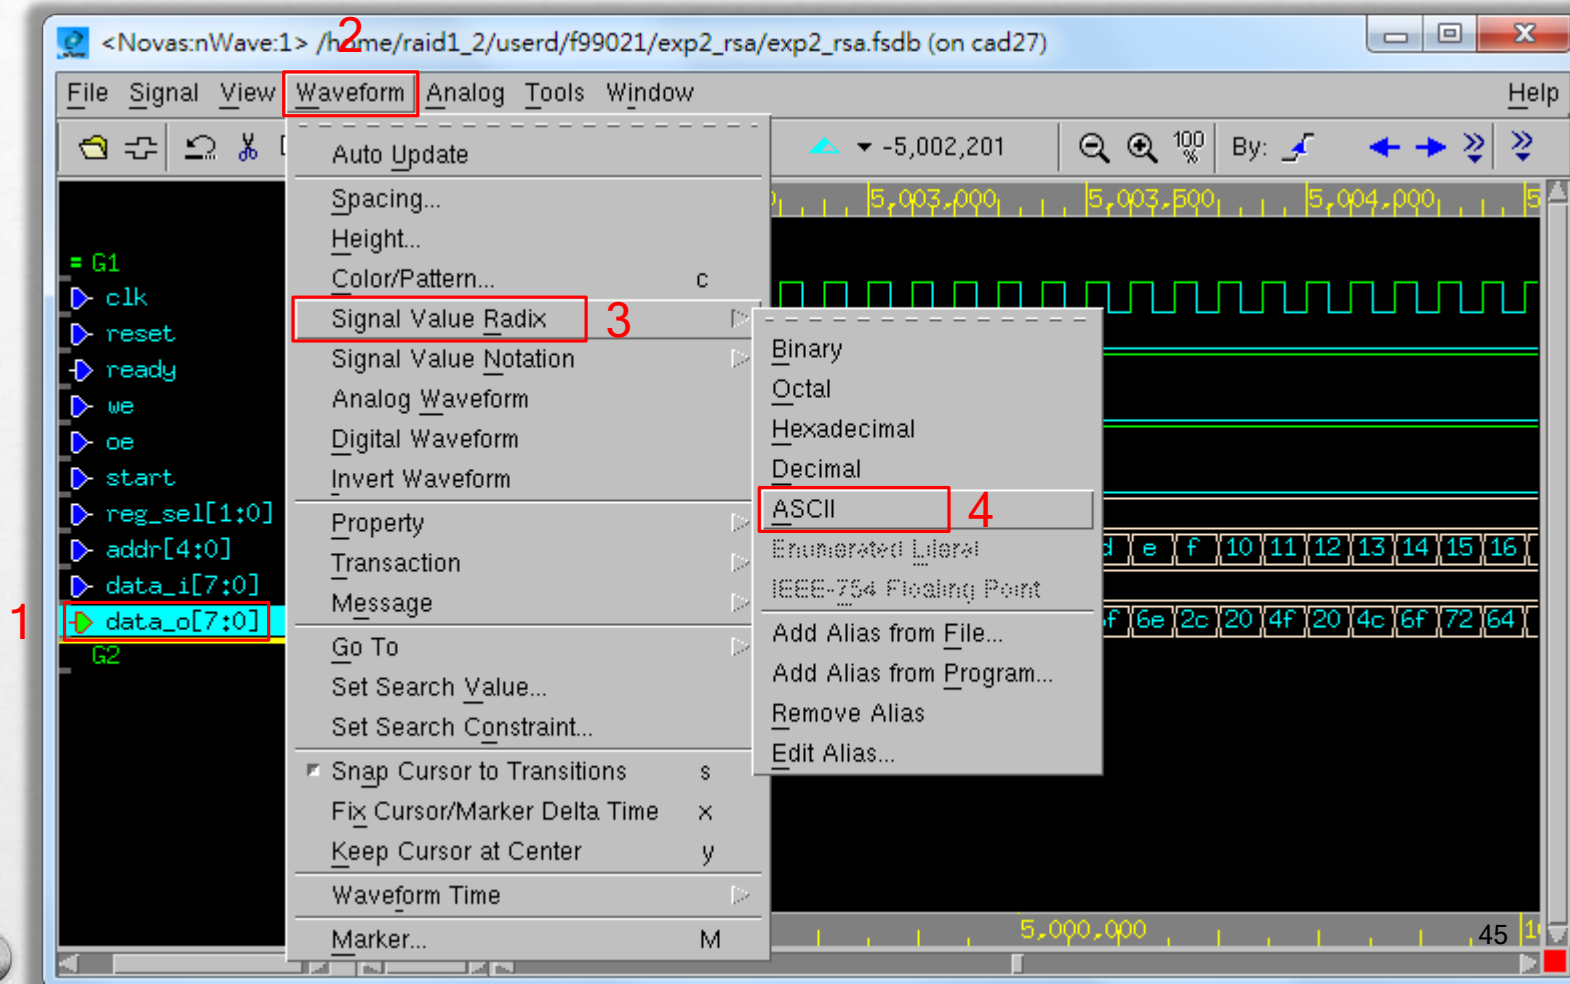 2
<Novas:nWave:1> /home/raid1_2/userd/f99021/exp2_rsa/exp2_rsa.fsdb (on cad27)
File Signal View Waveform Analog Tools Window Help
Auto Update
-5,002,201
100 %
By:
5,003,000 5,003,500 5,004,000 5
Spacing...
Height...
Color/Pattern... c
Signal Value Radix 3
Signal Value Notation
Analog Waveform
Digital Waveform
Invert Waveform
Property
Transaction
Message
Go To
Set Search Value...
Set Search Constraint...
Snap Cursor to Transitions s
Fix Cursor/Marker Delta Time x
Keep Cursor at Center y
Waveform Time
Marker... M
Binary
Octal
Hexadecimal
Decimal
ASCII 4
Enumerated Literal
IEEE-754 Floating Point
Add Alias from File...
Add Alias from Program...
Remove Alias
Edit Alias...
= G1
clk
reset
ready
we
oe
start
reg_sel[1:0]
addr[4:0] d e f 10 11 12 13 14 15 16
data_i[7:0]
1 data_o[7:0] 6e 2c 20 4f 20 4c 6f 72 64
G2
5,000,000
45